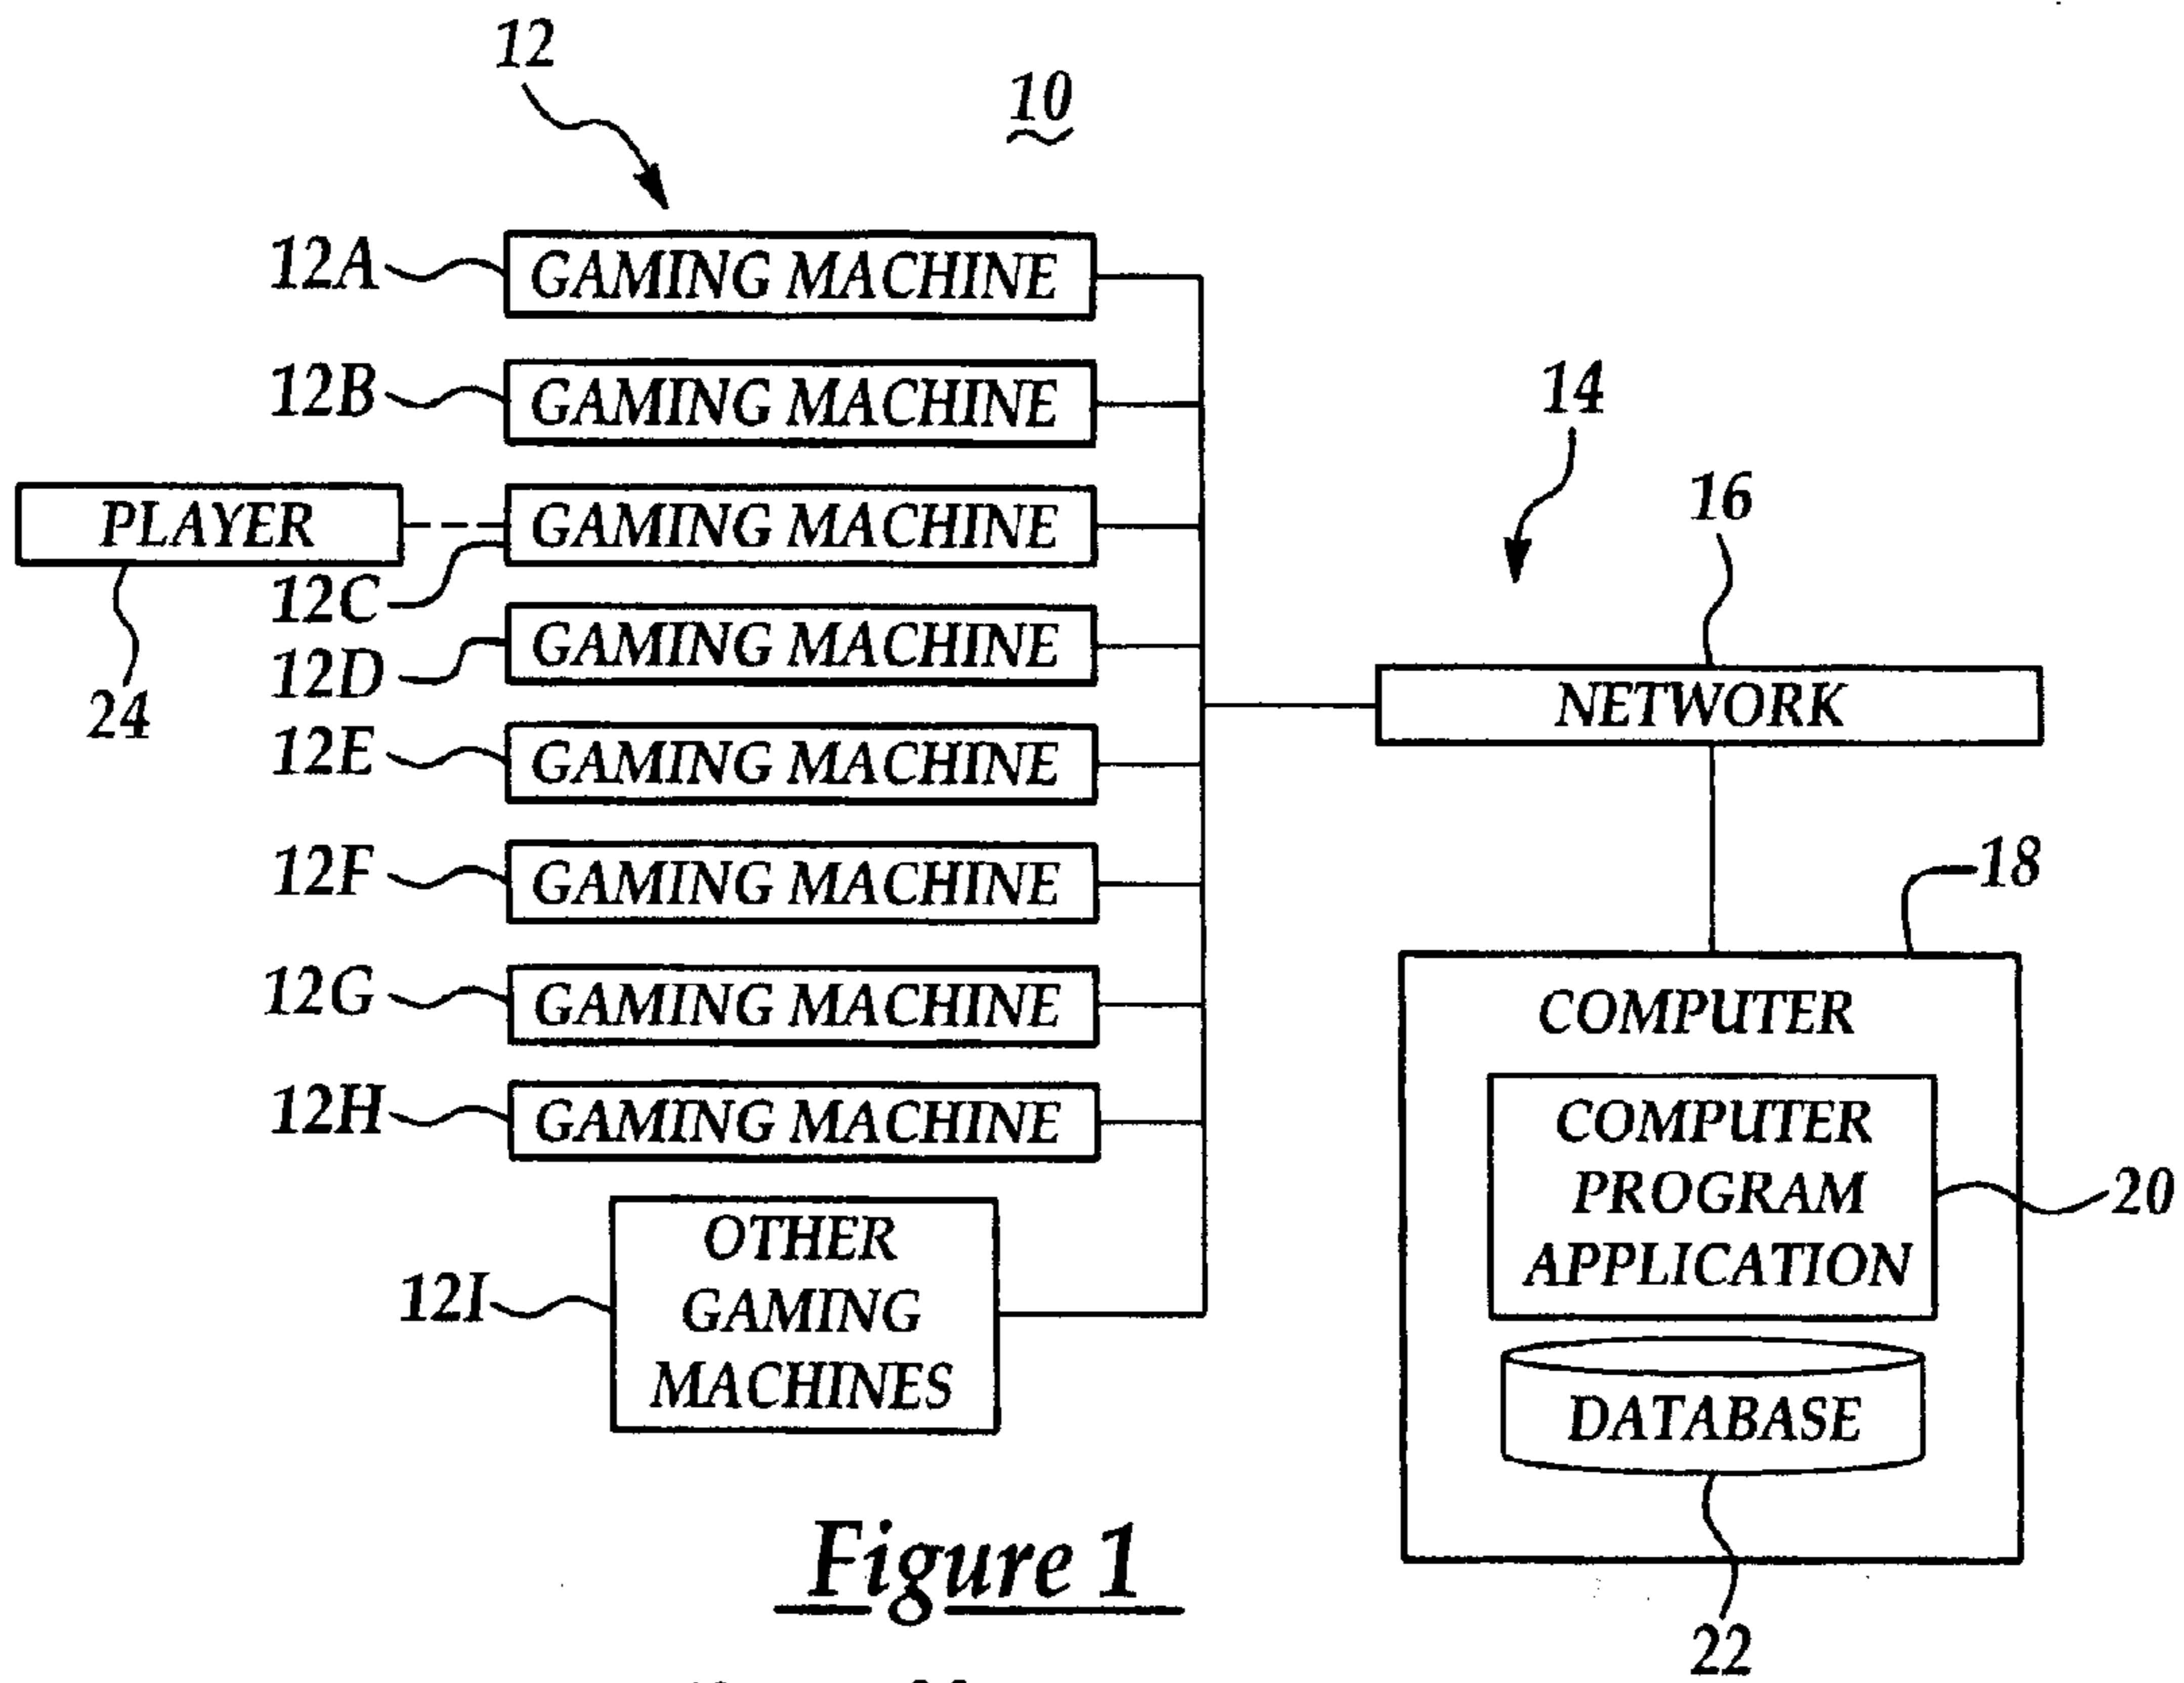 12
10
12A
GAMING MACHINE
12B
GAMING MACHINE
14
PLAYER
GAMING MACHINE
16
12C
12D
GAMING MACHINE
24
NETWORK
12E
GAMING MACHINE
12F
GAMING MACHINE
18
12G
GAMING MACHINE
COMPUTER
12H
GAMING MACHINE
COMPUTER
PROGRAM
APPLICATION
20
12I
OTHER
GAMING
MACHINES
DATABASE
Figure 1
22